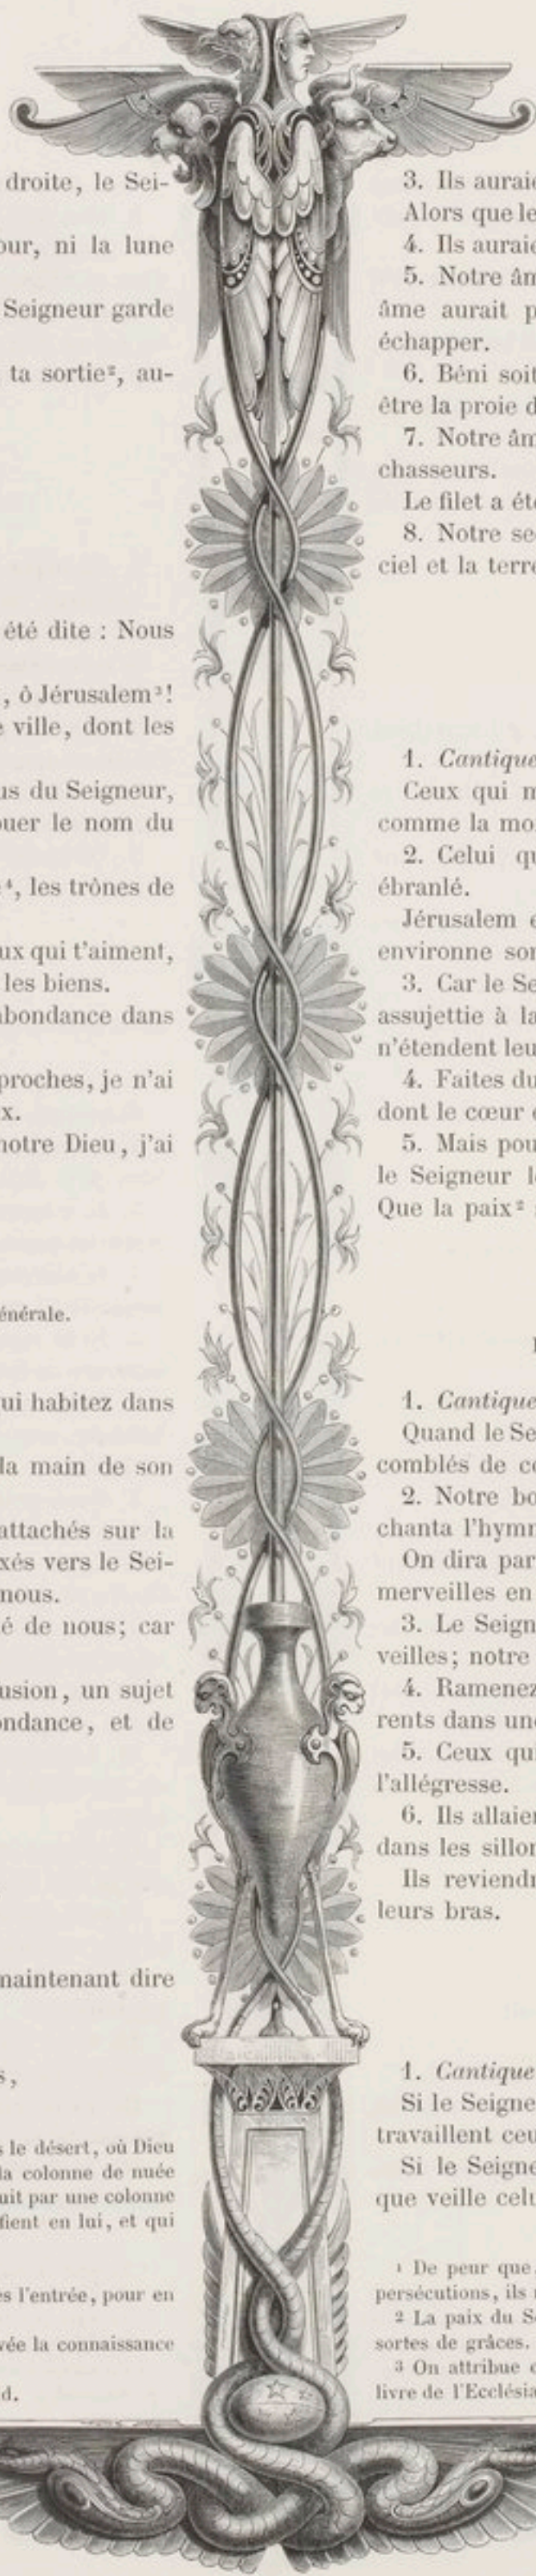 droite, le Sei-
our, ni la lune
Seigneur garde
ta sortie², au-
été dite : Nous
, ô Jérusalem³!
e ville, dont les
us du Seigneur,
ouer le nom du
⁴, les trônes de
ux qui t'aiment,
les biens.
abondance dans
proches, je n'ai
x.
notre Dieu, j'ai
énérale.
ui habitez dans
la main de son
attachés sur la
xés vers le Sei-
nous.
é de nous; car
usion, un sujet
ondance, et de
maintenant dire
s,
s le désert, où Dieu
la colonne de nuée
uit par une colonne
fient en lui, et qui
es l'entrée, pour en
vée la connaissance
d.
3. Ils auraie
Alors que le
4. Ils auraie
5. Notre âm
âme aurait p
échapper.
6. Béni soit
être la proie d
7. Notre âm
chasseurs.
Le filet a ét
8. Notre se
ciel et la terre
1. Cantique
Ceux qui m
comme la mo
2. Celui qu
ébranlé.
Jérusalem e
environne son
3. Car le Se
assujettie à la
n'étendent leu
4. Faites du
dont le cœur e
5. Mais pou
le Seigneur l
Que la paix²
1. Cantique
Quand le Se
comblés de co
2. Notre bo
chanta l'hymn
On dira par
merveilles en
3. Le Seign
veilles; notre
4. Ramenez
rents dans une
5. Ceux qui
l'allégresse.
6. Ils allaien
dans les sillon
Ils reviendr
leurs bras.
1. Cantique
Si le Seigne
travaillent ceu
Si le Seigne
que veille celu
¹ De peur que
persécutions, ils
² La paix du S
sortes de grâces.
³ On attribue c
livre de l'Ecclésia